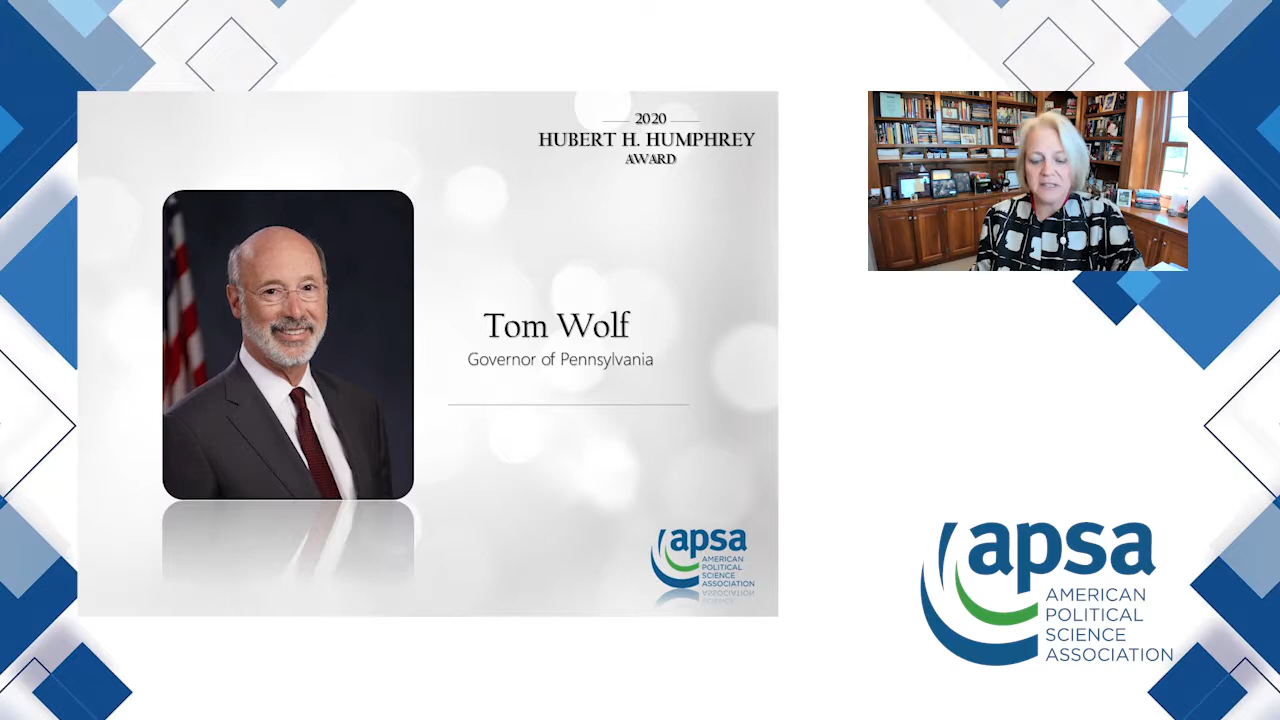 2020
HUBERT H. HUMPHREY
AWARD
Tom Wolf
Governor of Pennsylvania
apsa
AMERICAN
POLITICAL
SCIENCE
ASSOCIATION
apsa
AMERICAN
POLITICAL
SCIENCE
ASSOCIATION